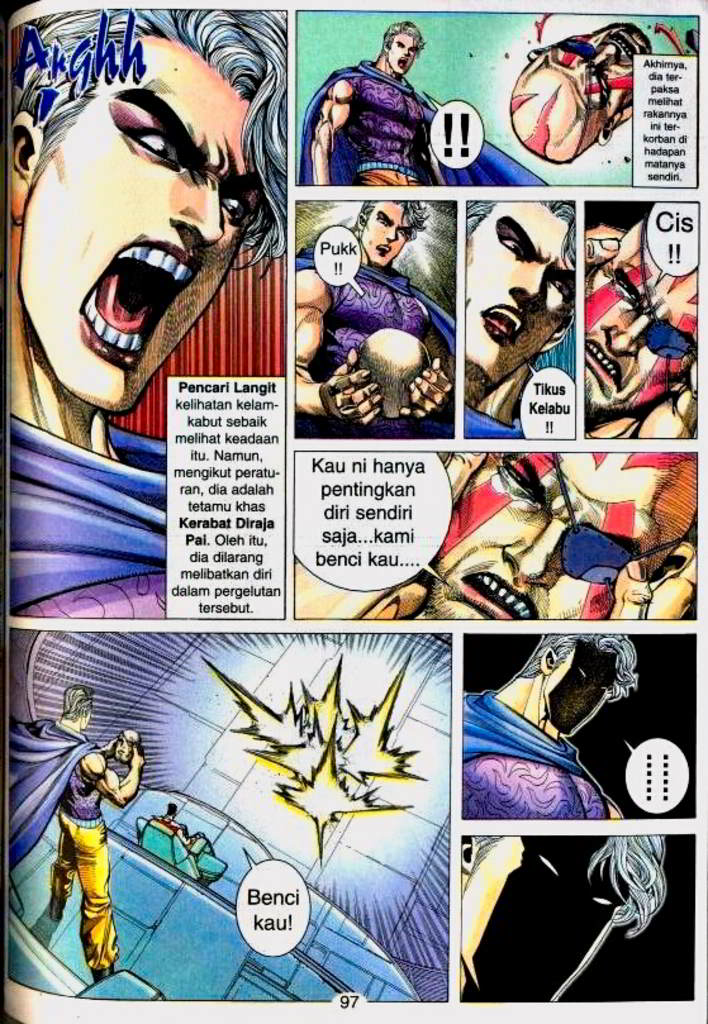 Arghh
!
Pencari Langit
kelihatan kelam-
kabut sebaik
melihat keadaan
itu. Namun,
mengikut peratu-
ran, dia adalah
tetamu khas
Kerabat Diraja
Pai. Oleh itu,
dia dilarang
melibatkan diri
dalam pergelutan
tersebut.
!!
Akhirnya,
dia ter-
paksa
melihat
rakannya
ini ter-
korban di
hadapan
matanya
sendiri.
Pukk
!!
Tikus
Kelabu
!!
Cis
!!
Kau ni hanya
pentingkan
diri sendiri
saja...kami
benci kau....
Benci
kau!
!!!!
97